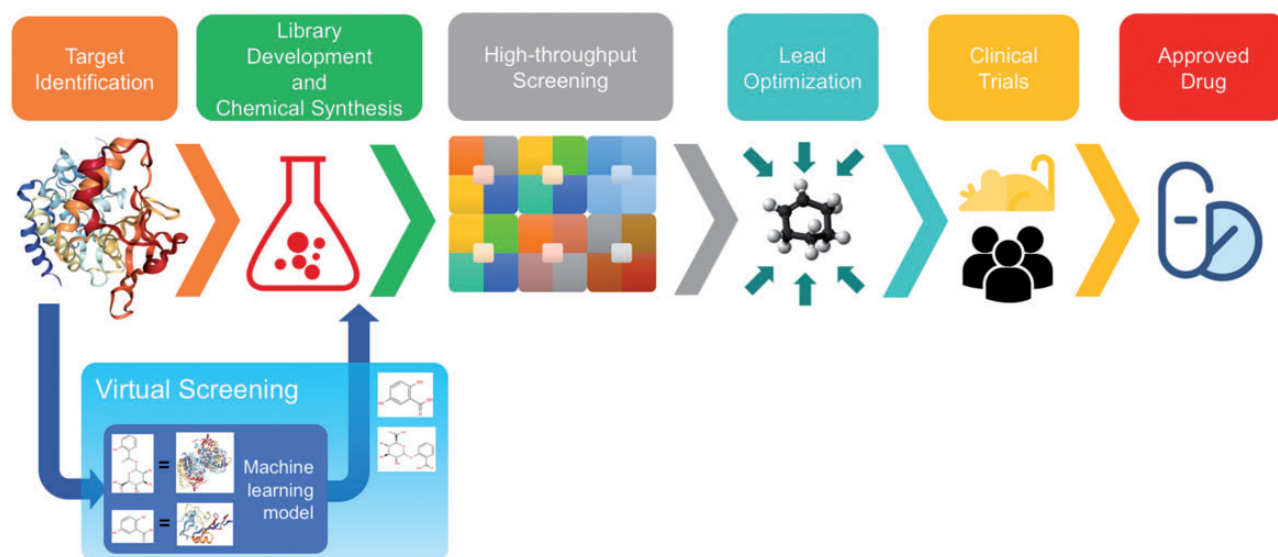 Target
Identification
Library
Development
and
Chemical Synthesis
High-throughput
Screening
Lead
Optimization
Clinical
Trials
Approved
Drug
Virtual Screening
Machine
learning
model
=
=